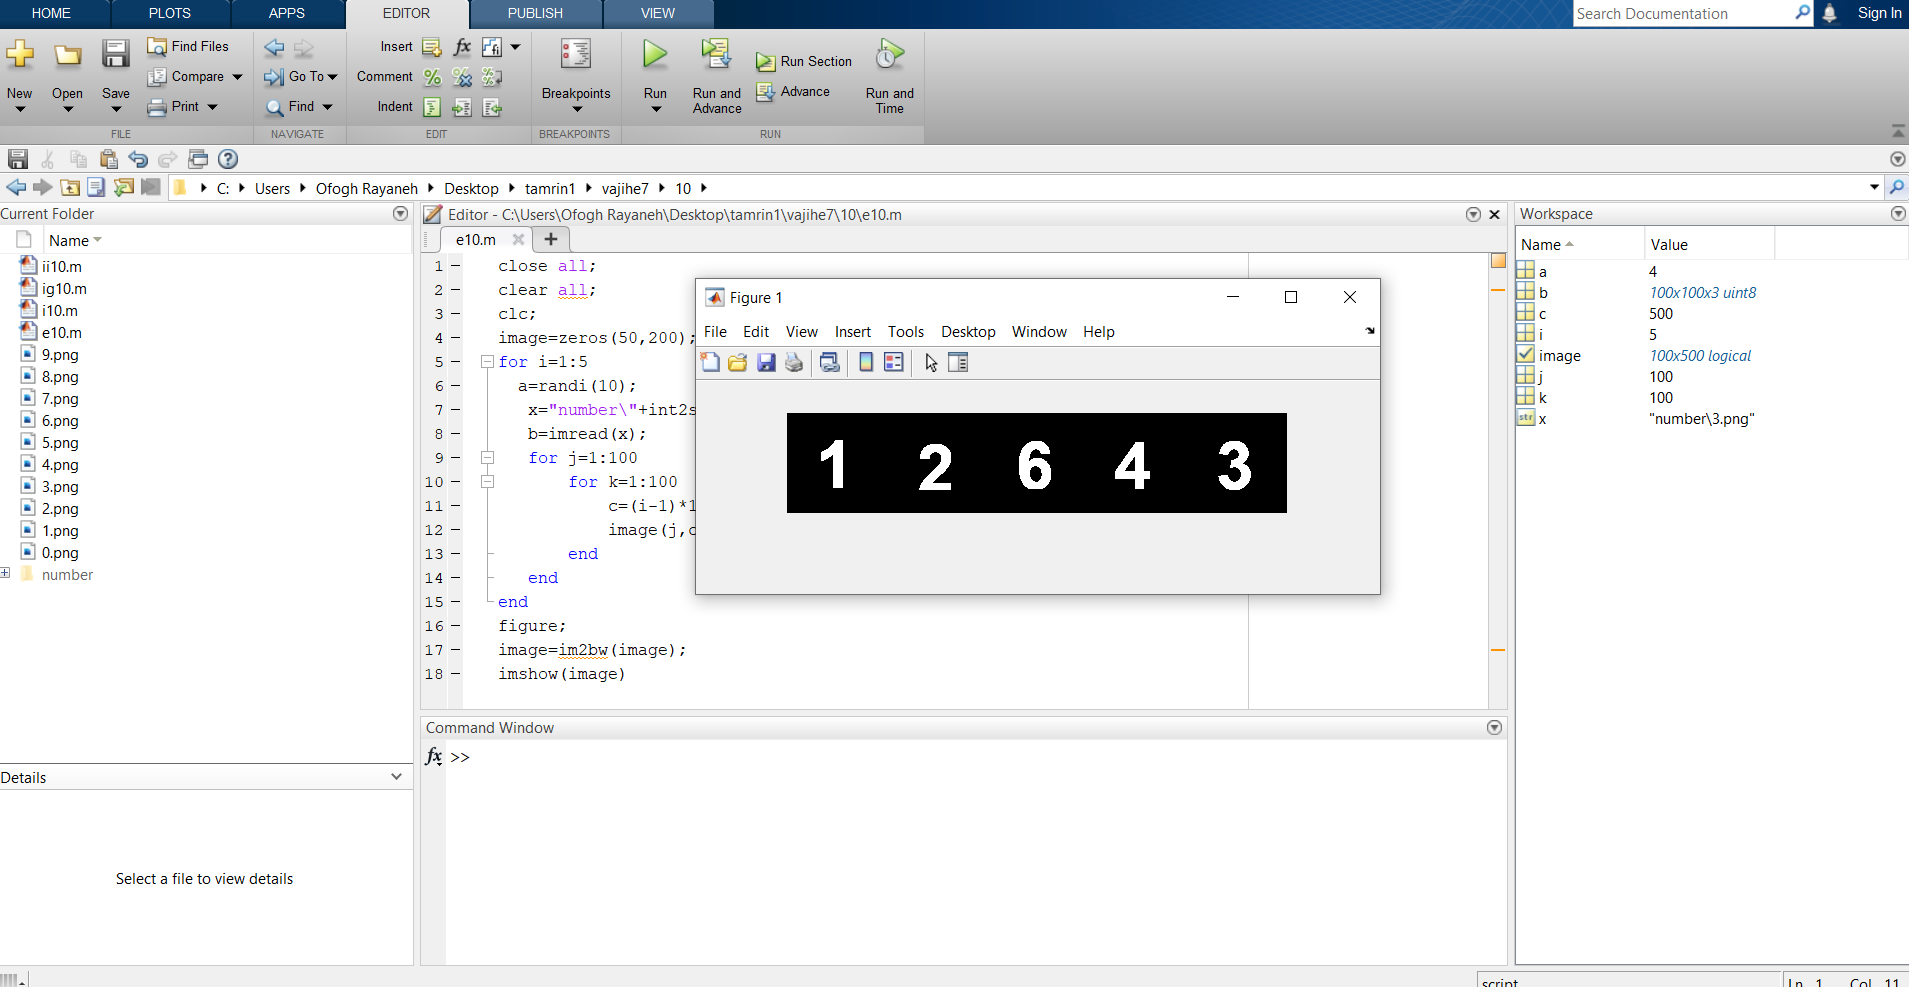 HOME PLOTS APPS EDITOR PUBLISH VIEW Search Documentation Sign In
New Open Save Find Files Compare Print
Go To Find
Insert fx fi
Comment
Indent
Breakpoints
Run Run and Advance Run Section Advance Run and Time
FILE NAVIGATE EDIT BREAKPOINTS RUN
C: Users Ofogh Rayaneh Desktop tamrin1 vajihe7 10
Current Folder
Name
ii10.m
ig10.m
i10.m
e10.m
9.png
8.png
7.png
6.png
5.png
4.png
3.png
2.png
1.png
0.png
number
Details
Select a file to view details
Editor - C:\Users\Ofogh Rayaneh\Desktop\tamrin1\vajihe7\10\e10.m
e10.m
1 close all;
2 clear all;
3 clc;
4 image=zeros(50,200);
5 for i=1:5
6 a=randi(10);
7 x="number\"+int2s
8 b=imread(x);
9 for j=1:100
10 for k=1:100
11 c=(i-1)*1
12 image(j,c
13 end
14 end
15 end
16 figure;
17 image=im2bw(image);
18 imshow(image)
Figure 1
File Edit View Insert Tools Desktop Window Help
1 2 6 4 3
Command Window
fx >>
Workspace
Name Value
a 4
b 100x100x3 uint8
c 500
i 5
image 100x500 logical
j 100
k 100
x "number\3.png"
script Ln 1 Col 11